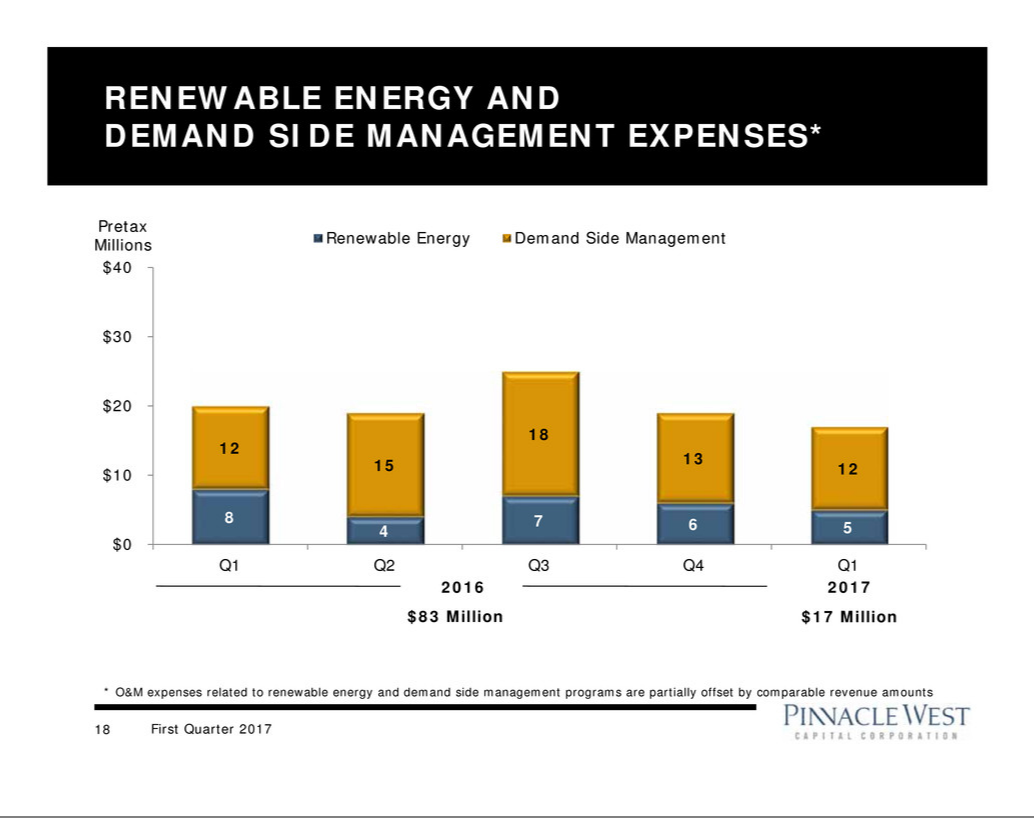 RENEWABLE ENERGY AND
DEMAND SIDE MANAGEMENT EXPENSES*
Pretax
Millions
Renewable Energy Demand Side Management
$40
$30
$20
$10
$0
12 15 18 13 12
8 4 7 6 5
Q1 Q2 Q3 Q4 Q1
2016 2017
$83 Million $17 Million
* O&M expenses related to renewable energy and demand side management programs are partially offset by comparable revenue amounts
18 First Quarter 2017
PINNACLE WEST
CAPITAL CORPORATION